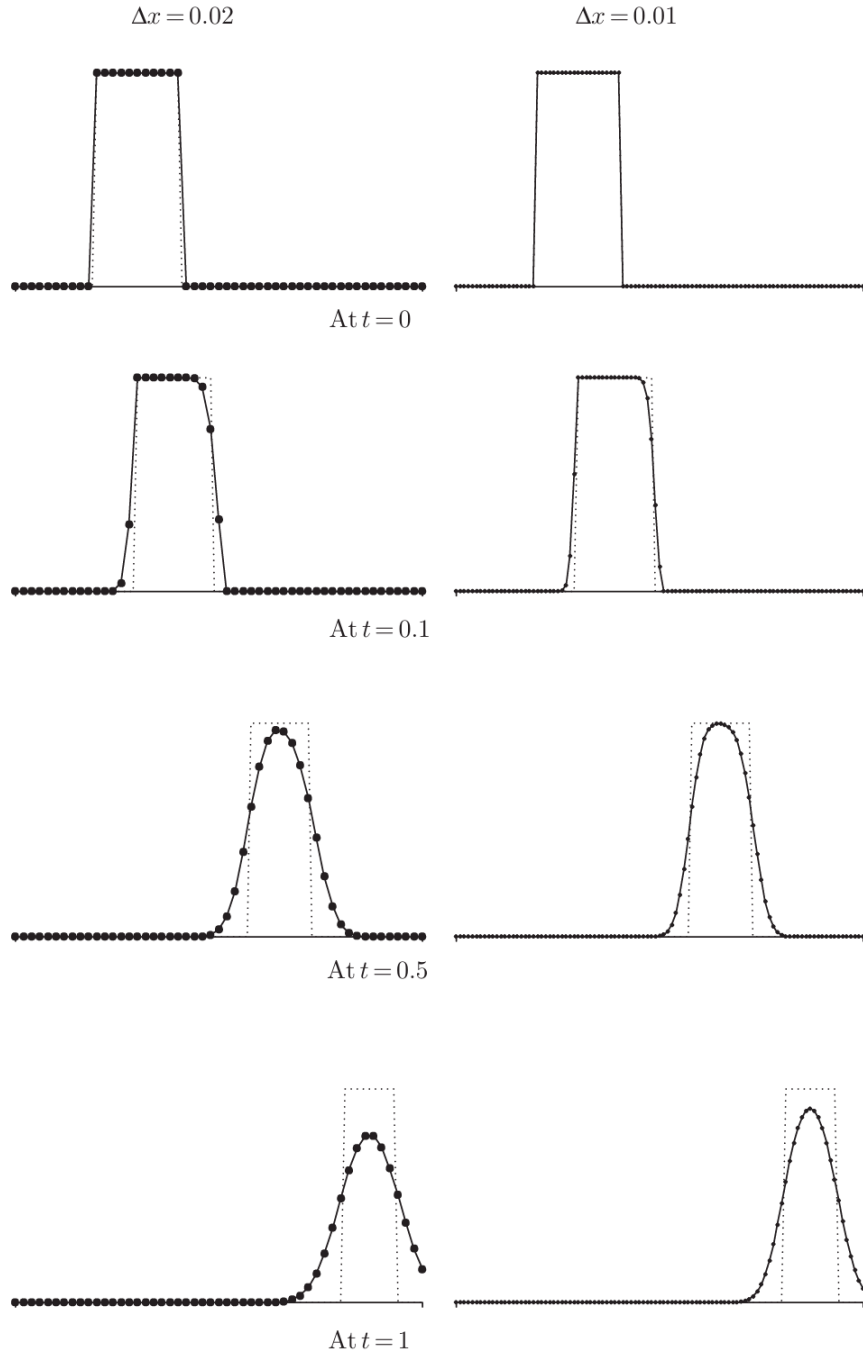 Δx = 0.02
Δx = 0.01
At t = 0
At t = 0.1
At t = 0.5
At t = 1